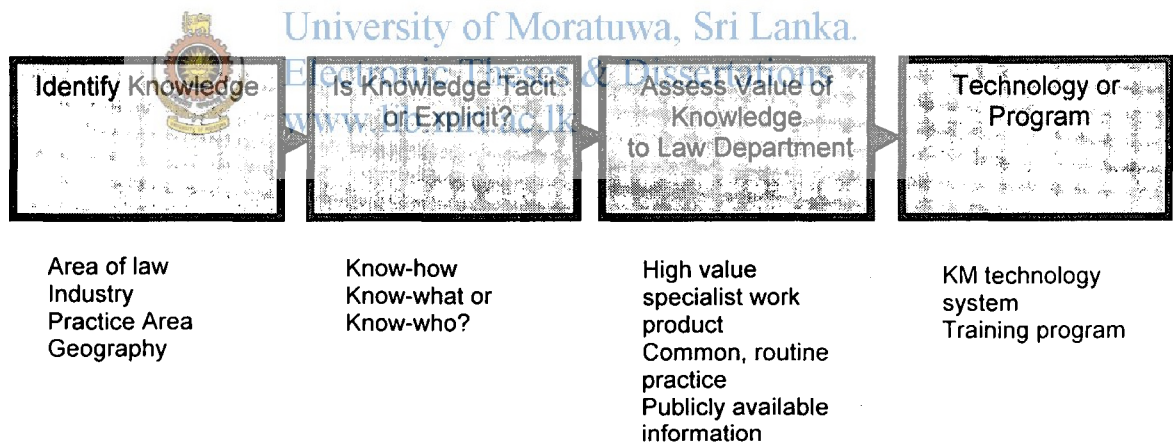 University of Moratuwa, Sri Lanka.
Electronic Theses & Dissertations
www.lib.mrt.ac.lk
Identify Knowledge
Is Knowledge Tacit
or Explicit?
Assess Value of
Knowledge
to Law Department
Technology or
Program
Area of law
Industry
Practice Area
Geography
Know-how
Know-what or
Know-who?
High value
specialist work
product
Common, routine
practice
Publicly available
information
KM technology
system
Training program